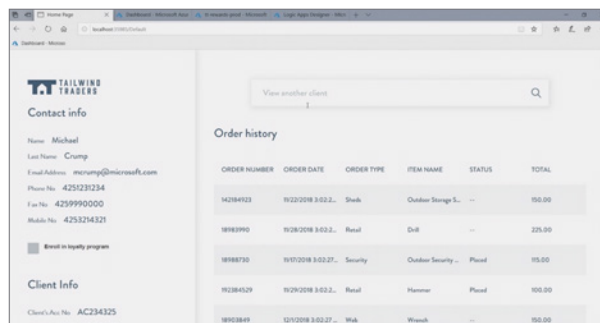 Home Page
Dashboard - Microsoft Azu
Logic Apps Designer - Micr
localhost
Dashboard - Microso
TAILWIND
TRADERS
View another client
Contact info
Order history
Name Michael
Last Name Crump
Email Address mcrump@microsoft.com
Phone No 4251231234
Fax No 4259990000
Mobile No 4253214321
Enroll in loyalty program
Client Info
Client's Acc No AC234325
ORDER NUMBER ORDER DATE ORDER TYPE ITEM NAME STATUS TOTAL
142184923 11/22/2018 3:02:2... Sheds Outdoor Storage S... -- 150.00
18983990 11/28/2018 3:02:2... Retail Drill -- 225.00
18988750 11/17/2018 3:02:27... Security Outdoor Security ... Placed 115.00
192384529 11/29/2018 3:02:2... Retail Hammer Placed 100.00
18903849 12/1/2018 3:02:27 ... Web Wrench -- 150.00